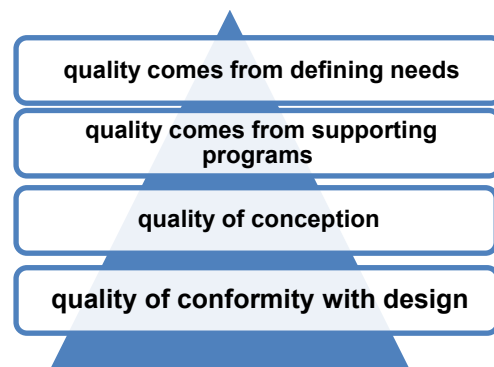 quality comes from defining needs
quality comes from supporting
programs
quality of conception
quality of conformity with design